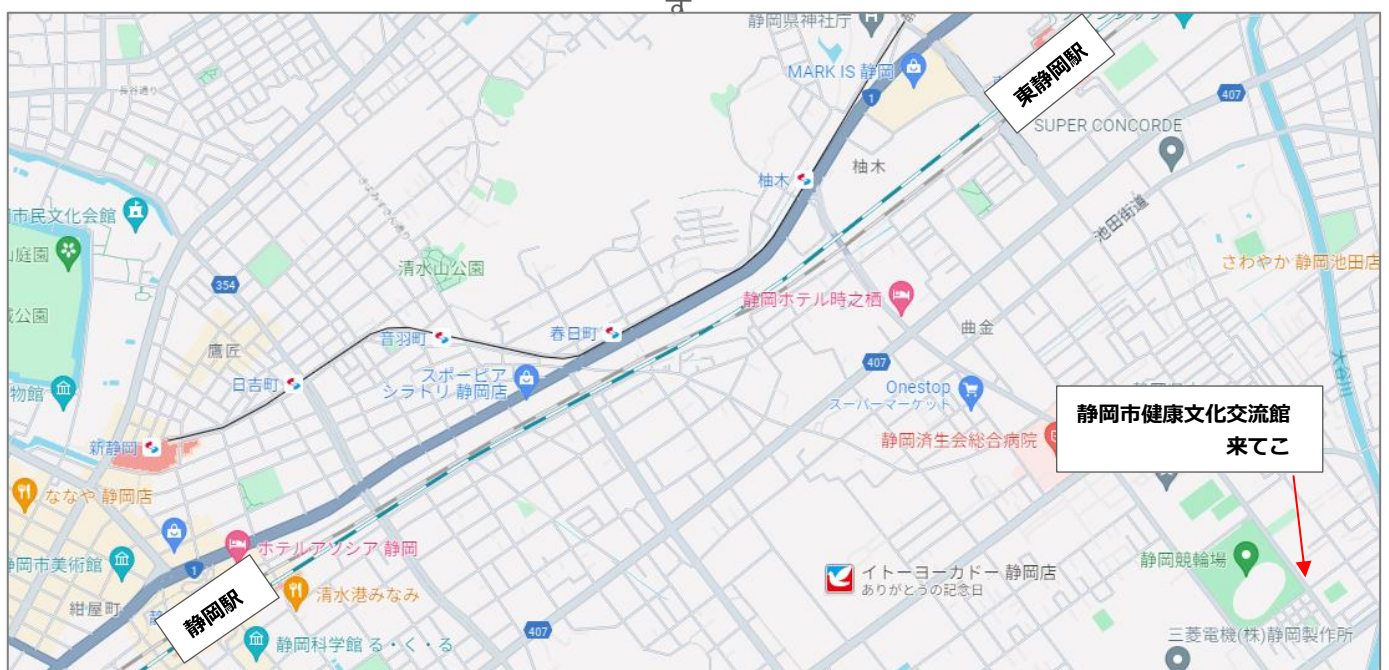 す
静岡県神社庁
長谷通り
MARK IS 静岡
1
東静岡駅
407
SUPER CONCORDE
柚木
柚木
池田街道
市民文化会館
庭園
清水山公園
さわやか 静岡池田店
354
静岡ホテル時之栖
公園
音羽町
春日町
曲金
鷹匠
日吉町
スポーピア
シラトリ 静岡店
407
大谷川
物館
Onestop
スーパーマーケット
静岡市健康文化交流館
来てこ
静岡済生会総合病院
新静岡
ななや 静岡店
ホテルアソシア 静岡
静岡市美術館
1
静岡競輪場
イトーヨーカドー 静岡店
ありがとうの記念日
清水港みなみ
紺屋町
静岡駅
407
静岡科学館 る・く・る
三菱電機(株)静岡製作所